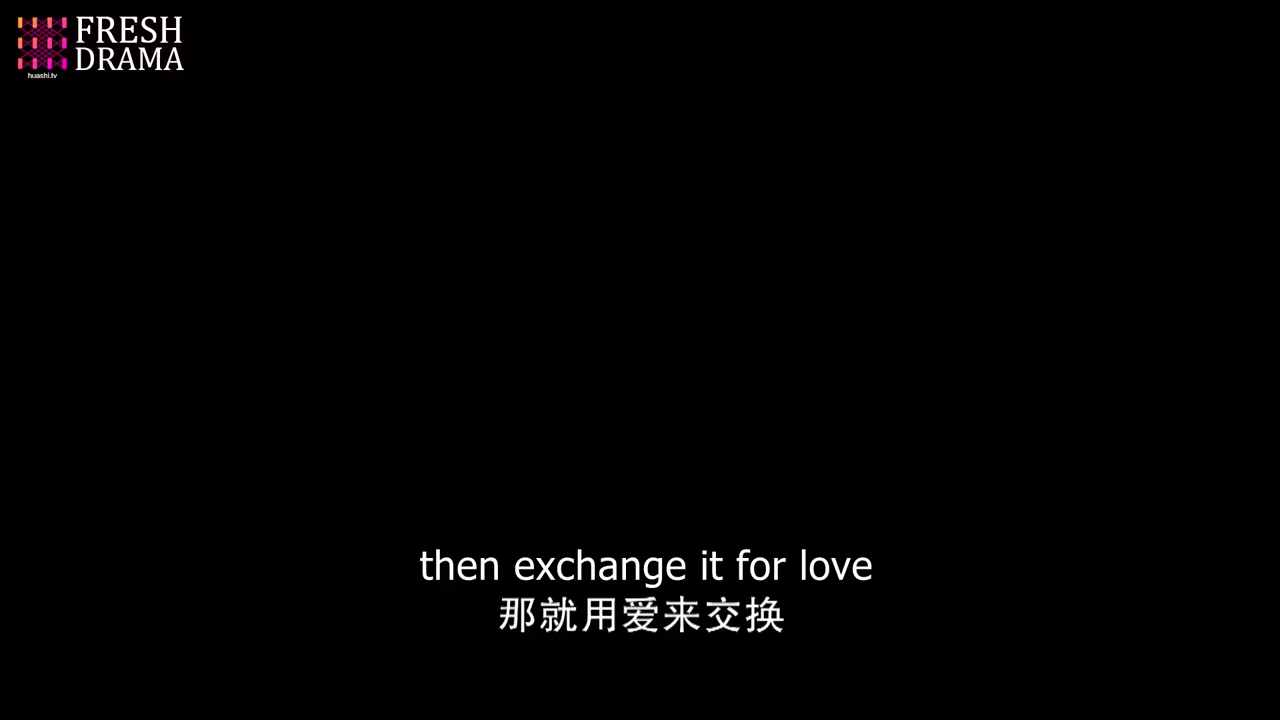 FRESH
DRAMA
huashi.tv
then exchange it for love
那就用爱来交换